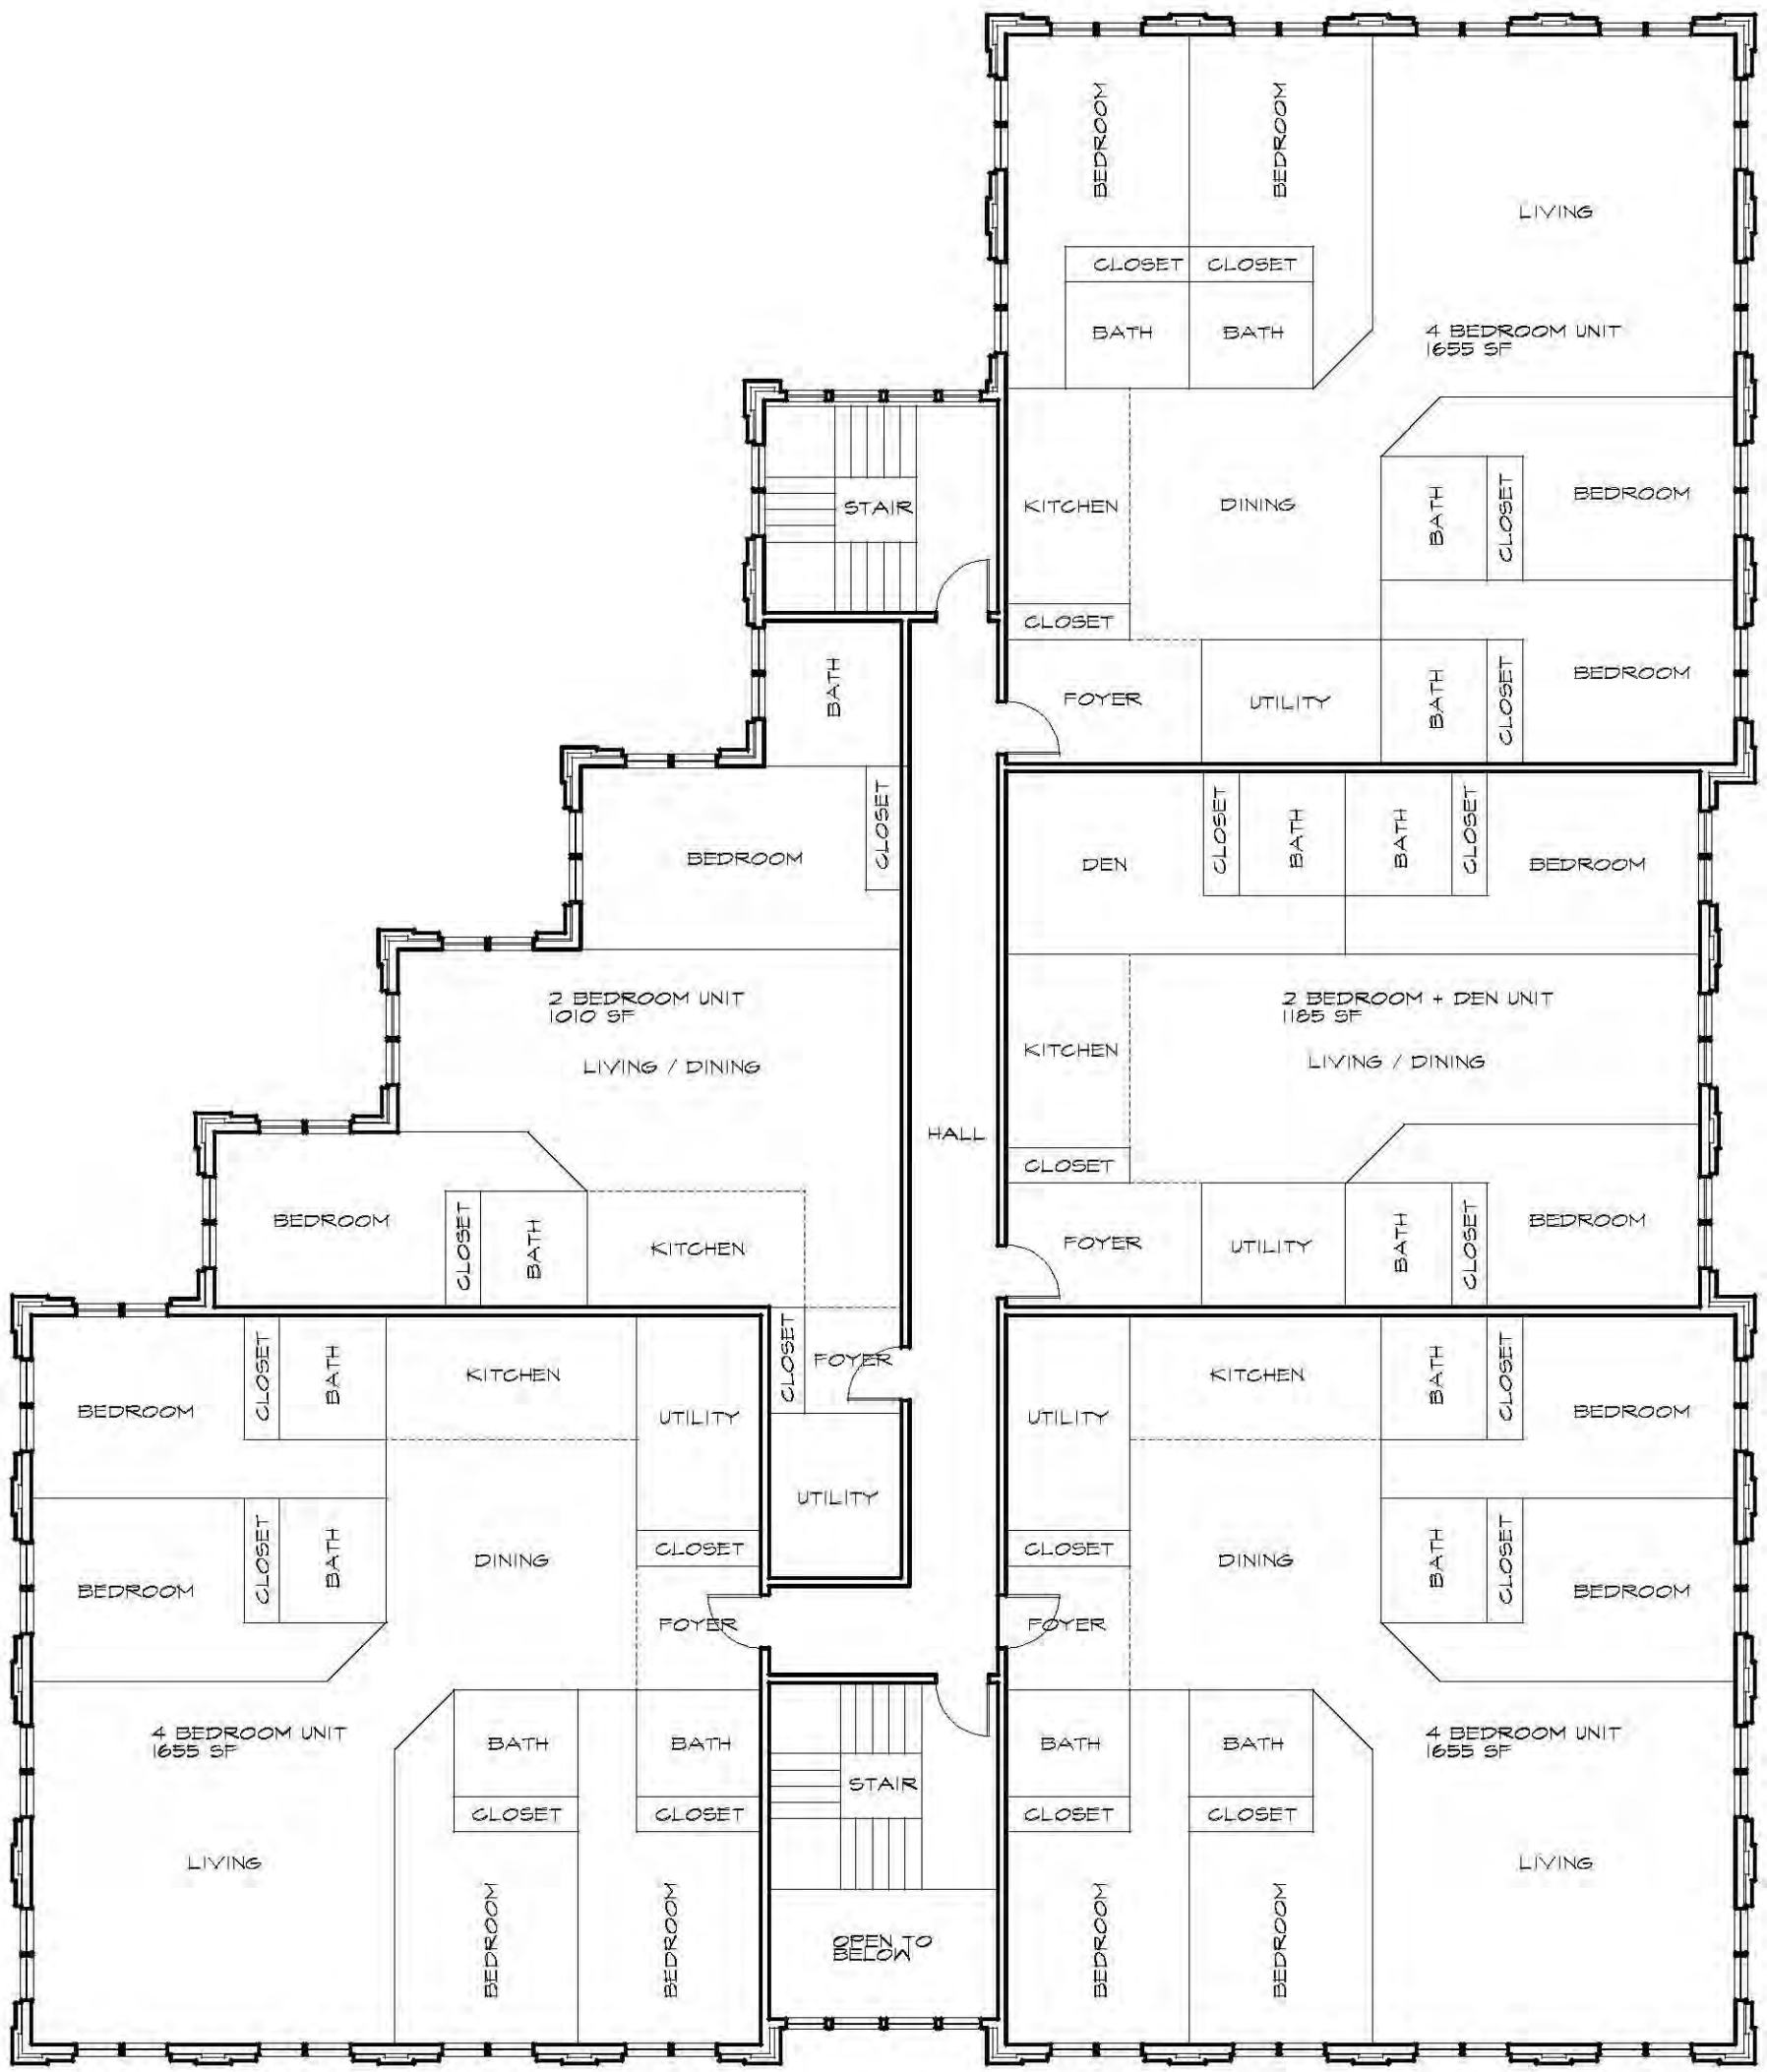 BEDROOM
BEDROOM
LIVING
CLOSET
CLOSET
BATH
BATH
4 BEDROOM UNIT
1655 SF
KITCHEN
DINING
BATH
CLOSET
BEDROOM
STAIR
CLOSET
FOYER
UTILITY
BATH
CLOSET
BEDROOM
BATH
BEDROOM
CLOSET
DEN
CLOSET
BATH
BATH
CLOSET
BEDROOM
2 BEDROOM UNIT
1010 SF
LIVING / DINING
2 BEDROOM + DEN UNIT
1185 SF
KITCHEN
LIVING / DINING
HALL
CLOSET
BEDROOM
CLOSET
BATH
KITCHEN
FOYER
UTILITY
BATH
CLOSET
BEDROOM
CLOSET
FOYER
UTILITY
BEDROOM
CLOSET
BATH
KITCHEN
UTILITY
BEDROOM
CLOSET
BATH
DINING
CLOSET
FOYER
4 BEDROOM UNIT
1655 SF
BATH
BATH
CLOSET
CLOSET
LIVING
BEDROOM
BEDROOM
STAIR
OPEN TO
BELOW
UTILITY
KITCHEN
BATH
CLOSET
BEDROOM
CLOSET
DINING
BATH
CLOSET
BEDROOM
FOYER
BATH
BATH
4 BEDROOM UNIT
1655 SF
CLOSET
CLOSET
LIVING
BEDROOM
BEDROOM